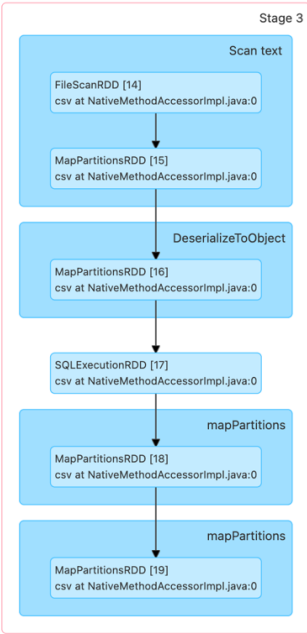 Stage 3
Scan text
FileScanRDD [14]
csv at NativeMethodAccessorImpl.java:0
MapPartitionsRDD [15]
csv at NativeMethodAccessorImpl.java:0
DeserializeToObject
MapPartitionsRDD [16]
csv at NativeMethodAccessorImpl.java:0
SQLExecutionRDD [17]
csv at NativeMethodAccessorImpl.java:0
mapPartitions
MapPartitionsRDD [18]
csv at NativeMethodAccessorImpl.java:0
mapPartitions
MapPartitionsRDD [19]
csv at NativeMethodAccessorImpl.java:0